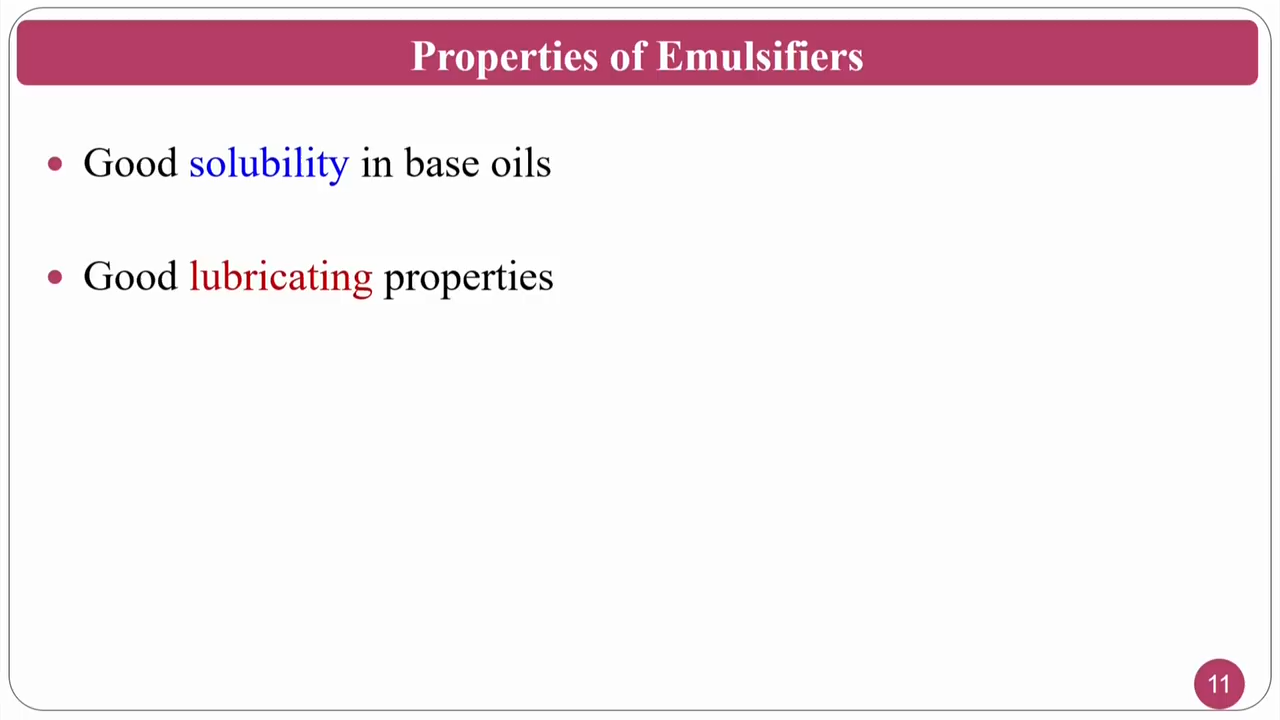 Properties of Emulsifiers
• Good solubility in base oils
• Good lubricating properties
11